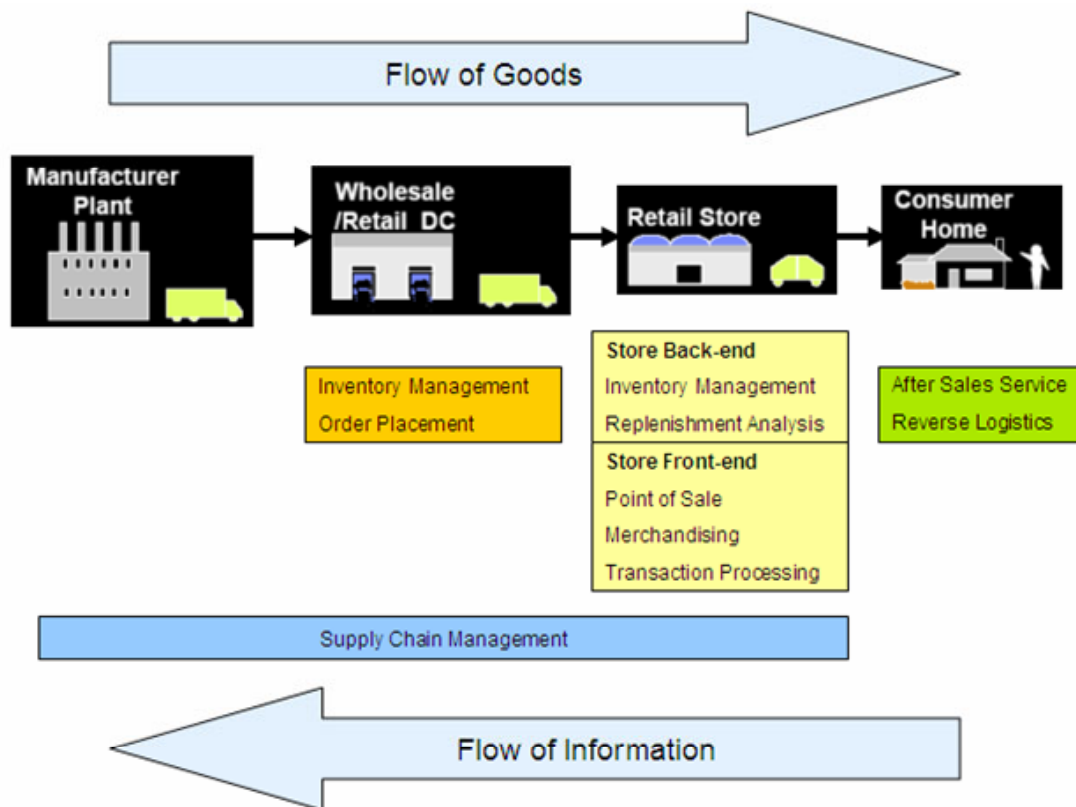 Flow of Goods
Manufacturer
Plant
Wholesale
/Retail DC
Retail Store
Consumer
Home
Inventory Management
Order Placement
Store Back-end
Inventory Management
Replenishment Analysis
Store Front-end
Point of Sale
Merchandising
Transaction Processing
After Sales Service
Reverse Logistics
Supply Chain Management
Flow of Information